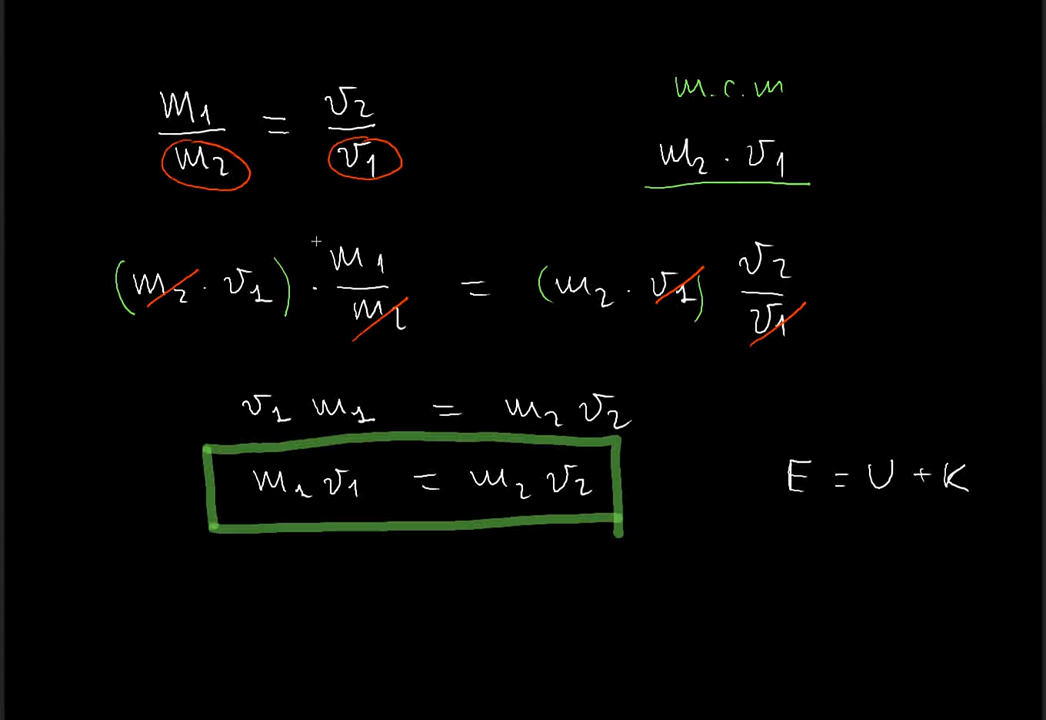 m1/m2 = v2/v1
m.c.m
m2 · v1
(m2 · v1) · m1/m2 = (m2 · v1) v2/v1
v1 m1 = m2 v2
m1 v1 = m2 v2
E = U + K